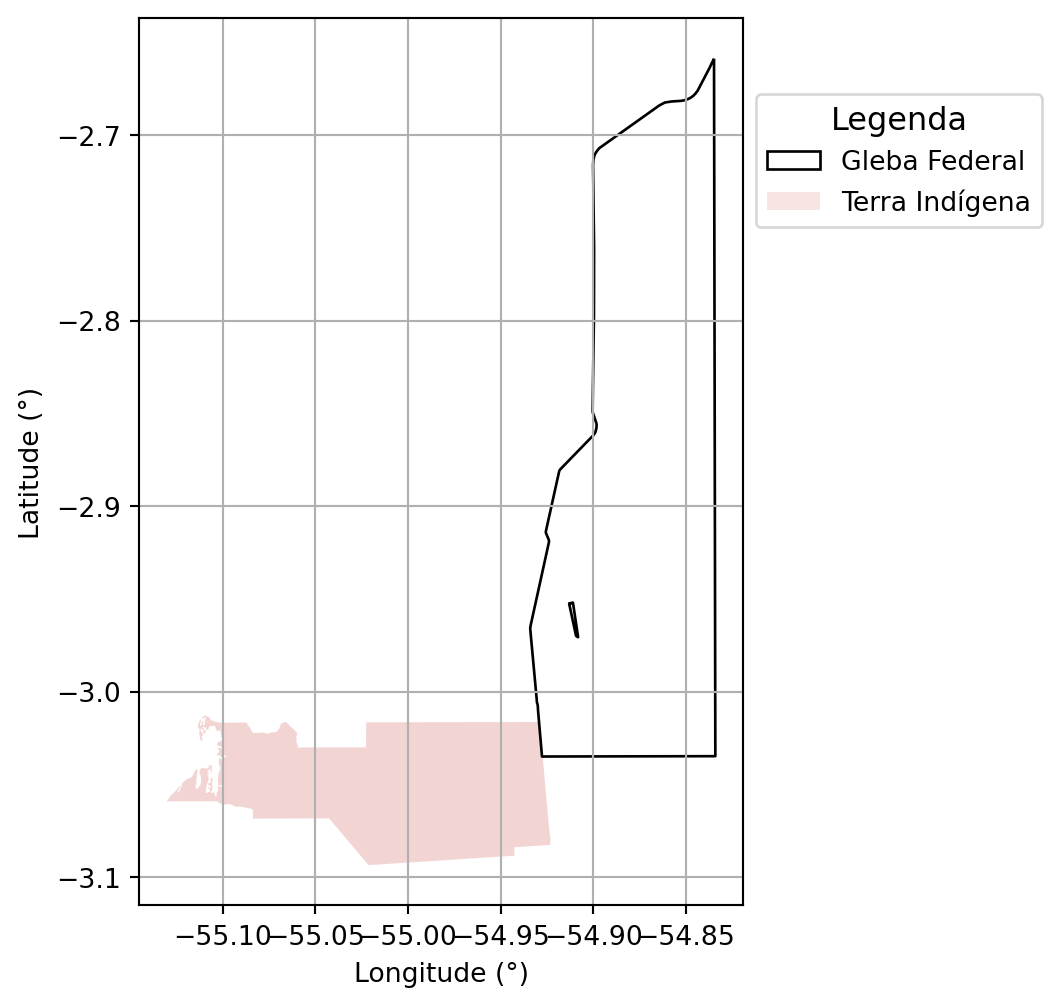 Legenda
Gleba Federal
Terra Indígena
Latitude (°)
−2.7
−2.8
−2.9
−3.0
−3.1
−55.10 −55.05 −55.00 −54.95 −54.90 −54.85
Longitude (°)